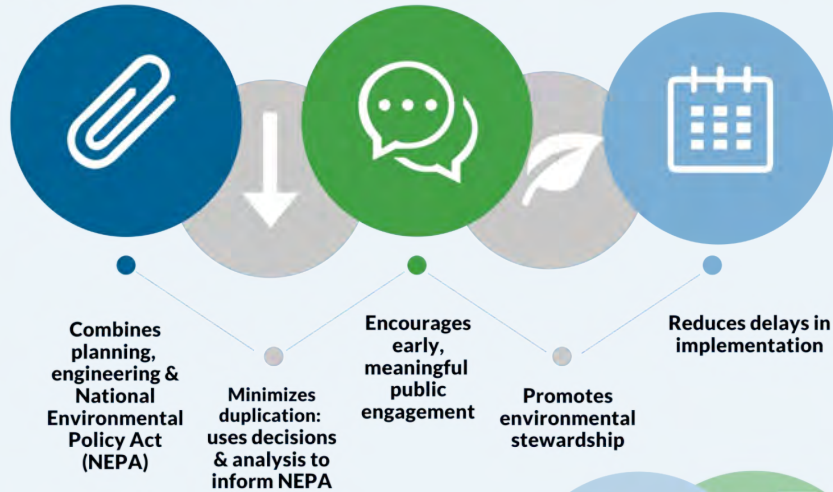 Combines
planning,
engineering &
National
Environmental
Policy Act
(NEPA)
Minimizes
duplication:
uses decisions
& analysis to
inform NEPA
Encourages
early,
meaningful
public
engagement
Promotes
environmental
stewardship
Reduces delays in
implementation